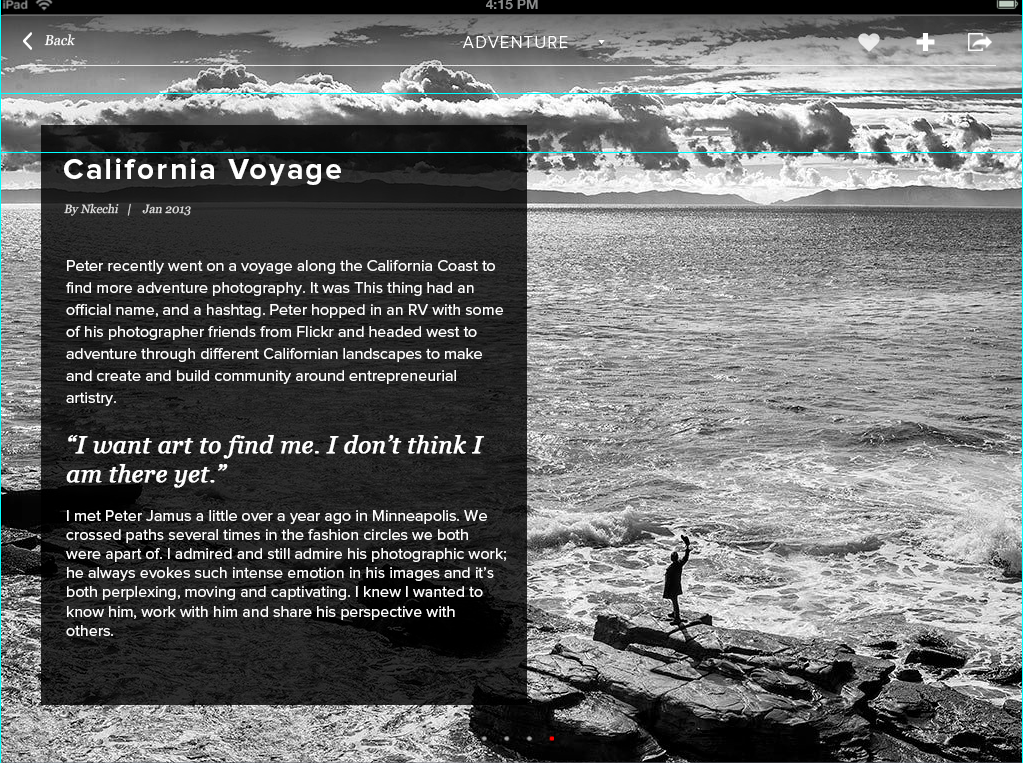 iPad
4:15 PM
Back
ADVENTURE
California Voyage
By Nkechi | Jan 2013
Peter recently went on a voyage along the California Coast to
find more adventure photography. It was This thing had an
official name, and a hashtag. Peter hopped in an RV with some
of his photographer friends from Flickr and headed west to
adventure through different Californian landscapes to make
and create and build community around entrepreneurial
artistry.
“I want art to find me. I don’t think I
am there yet.”
I met Peter Jamus a little over a year ago in Minneapolis. We
crossed paths several times in the fashion circles we both
were apart of. I admired and still admire his photographic work;
he always evokes such intense emotion in his images and it's
both perplexing, moving and captivating. I knew I wanted to
know him, work with him and share his perspective with
others.